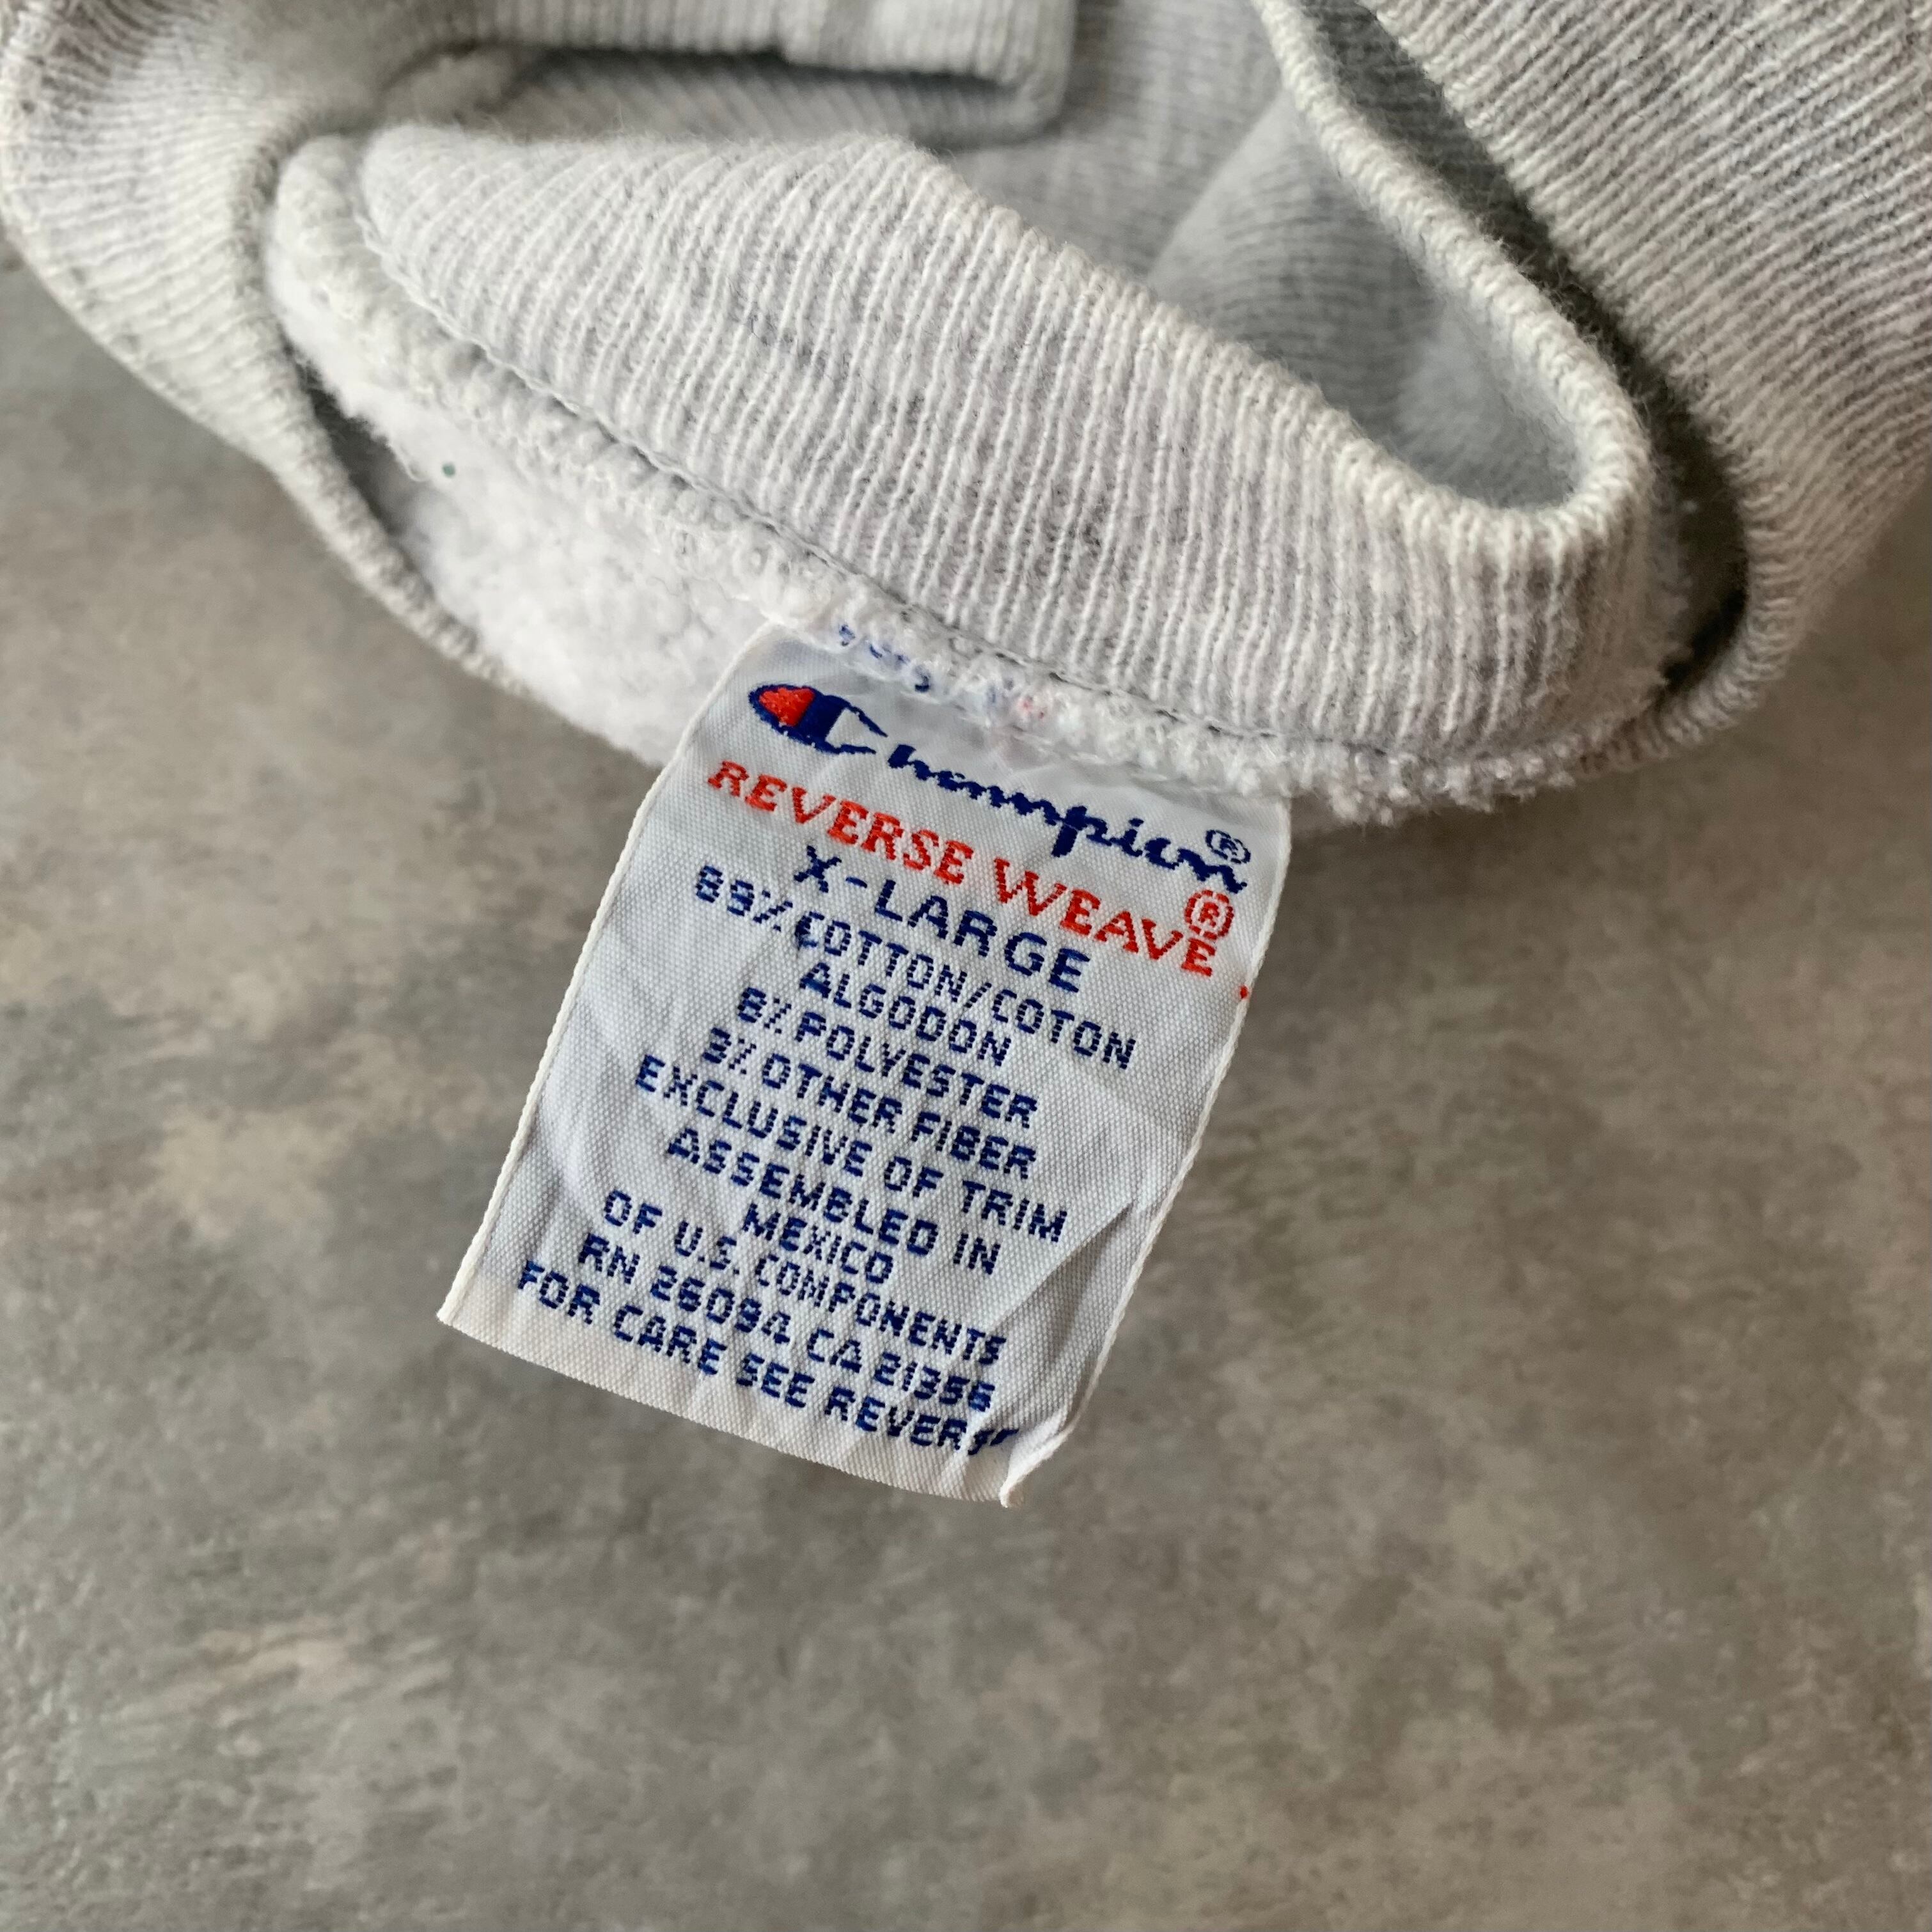 Champion®
REVERSE WEAVE®
X-LARGE
89% COTTON/COTON
ALGODON
8% POLYESTER
3% OTHER FIBER
EXCLUSIVE OF TRIM
ASSEMBLED IN
MEXICO
OF U.S. COMPONENTS
RN 26094 CA 21356
FOR CARE SEE REVERSE